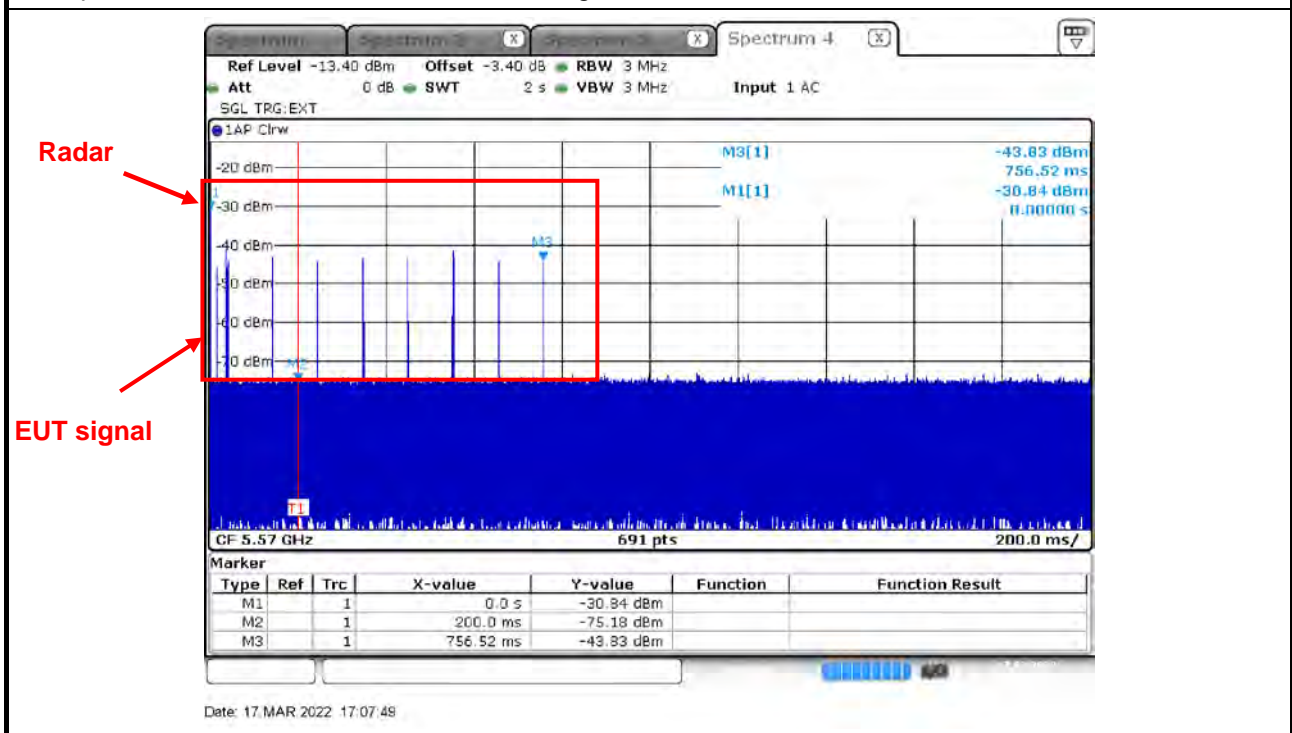 Spectrum 4
Ref Level -13.40 dBm Offset -3.40 dB RBW 3 MHz
Att 0 dB SWT 2 s VBW 3 MHz Input 1 AC
SGL TRG:EXT
1AP Clrw
Radar
EUT signal
M3[1] -43.83 dBm
756.52 ms
M1[1] -30.84 dBm
0.00000 s
-20 dBm
-30 dBm
-40 dBm
M3
-50 dBm
-60 dBm
-70 dBm
M2
T1
CF 5.57 GHz 691 pts 200.0 ms/
Marker
Type Ref Trc X-value Y-value Function Function Result
M1 1 0.0 s -30.84 dBm
M2 1 200.0 ms -75.18 dBm
M3 1 756.52 ms -43.83 dBm
Date: 17.MAR.2022 17:07:49